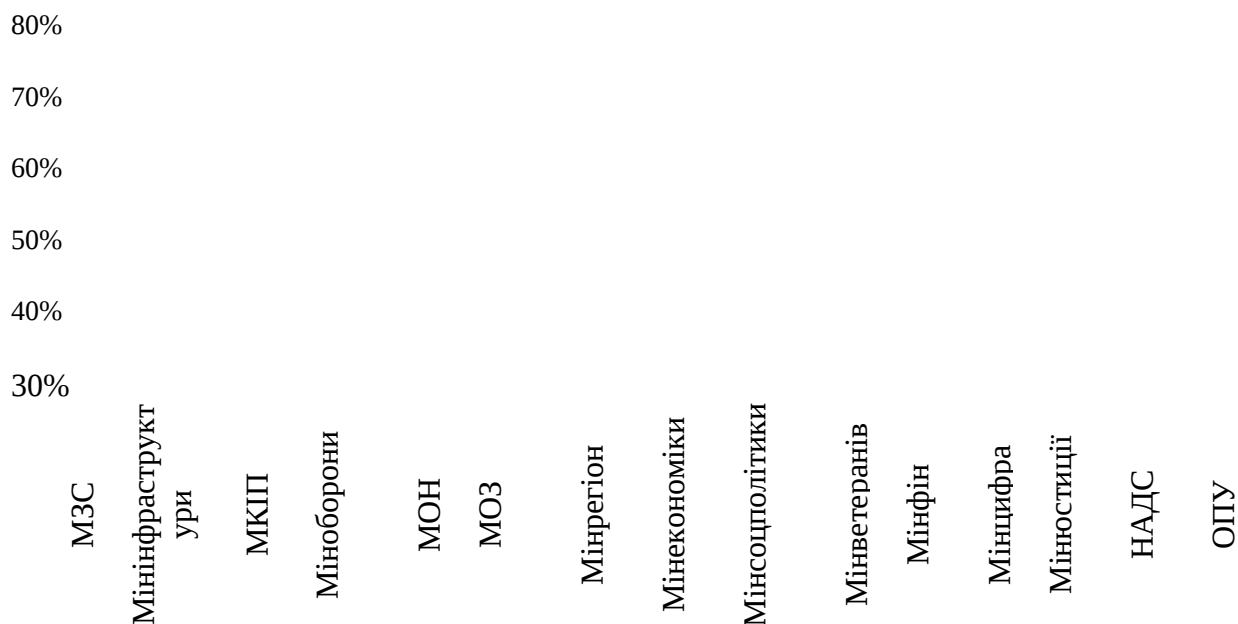 80%
70%
60%
50%
40%
30%
МЗС
Мінінфраструкт
ури
МКІП
Міноборони
МОН
МОЗ
Мінрегіон
Мінекономіки
Мінсоцполітики
Мінветеранів
Мінфін
Мінцифра
Мінюстиції
НАДС
ОПУ